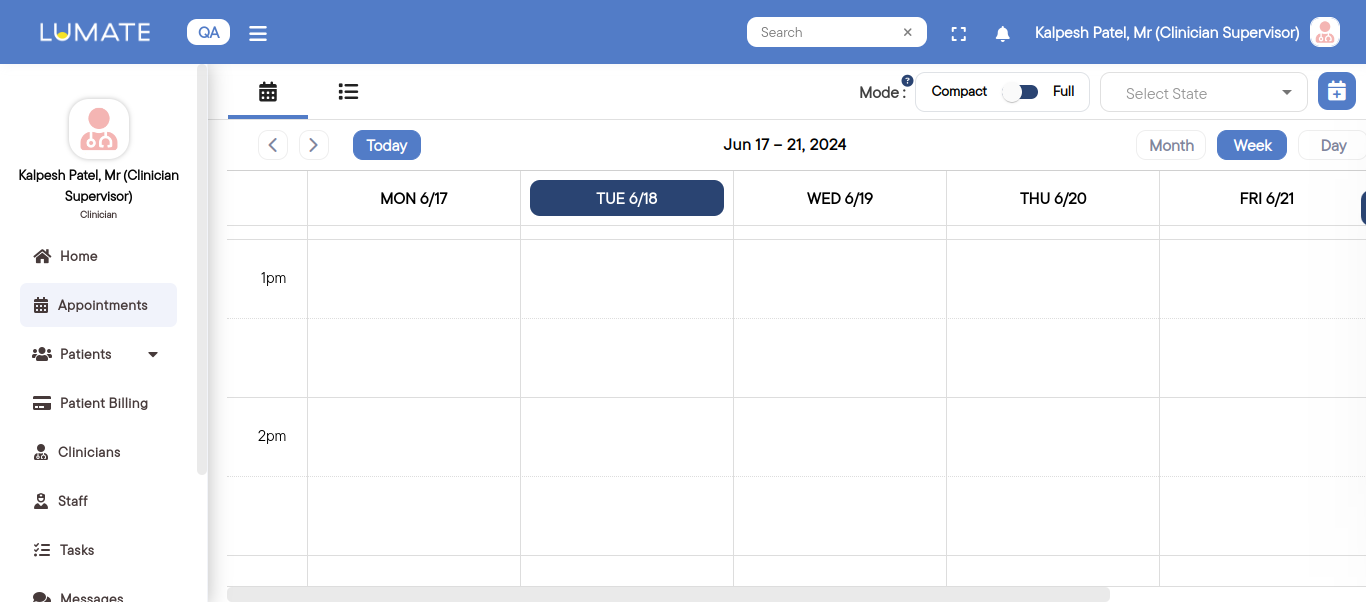 LUMATE
QA
Search
Kalpesh Patel, Mr (Clinician Supervisor)
Mode :
?
Compact
Full
Select State
Today
Jun 17 – 21, 2024
Month
Week
Day
MON 6/17
TUE 6/18
WED 6/19
THU 6/20
FRI 6/21
1pm
2pm
Kalpesh Patel, Mr (Clinician
Supervisor)
Clinician
Home
Appointments
Patients
Patient Billing
Clinicians
Staff
Tasks
Messages